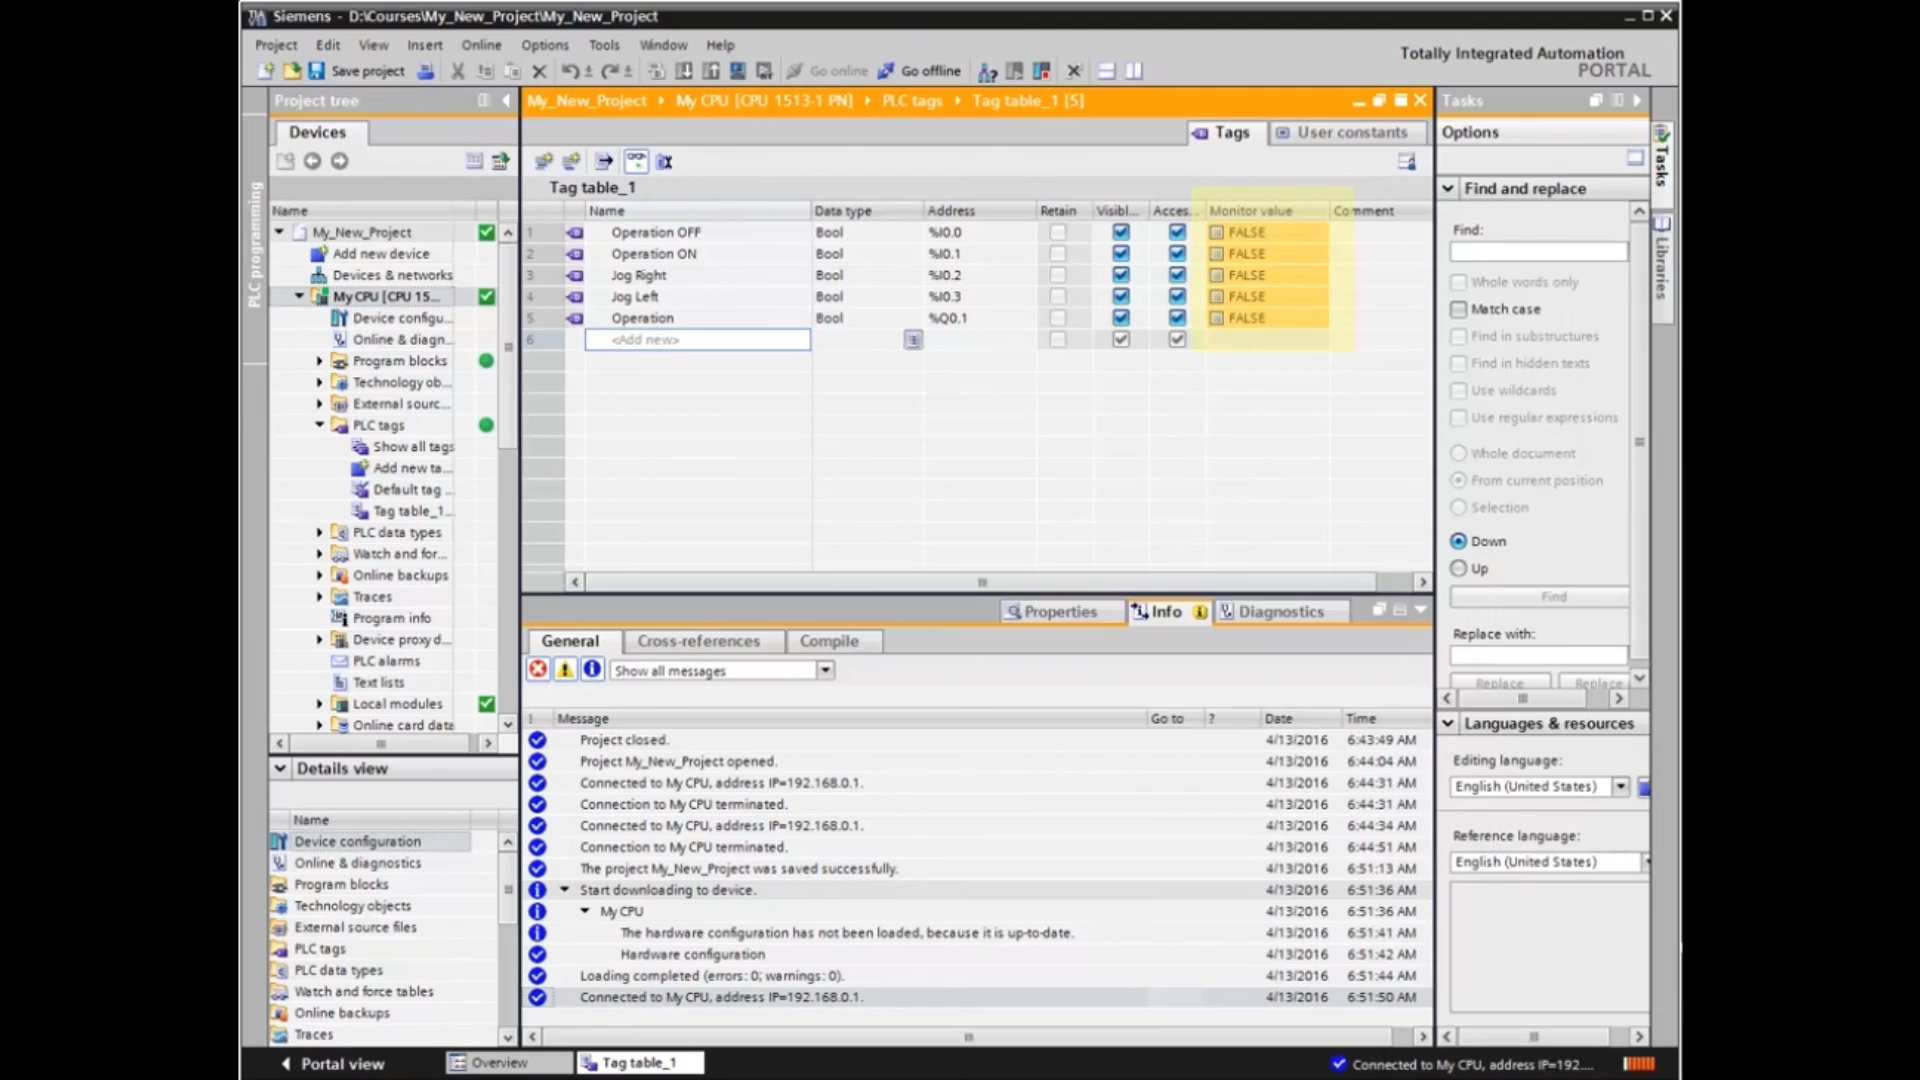 Siemens - D:\Courses\My_New_Project\My_New_Project
Project Edit View Insert Online Options Tools Window Help
Totally Integrated Automation
PORTAL
Save project Go online Go offline
Project tree
My_New_Project My CPU [CPU 1513-1 PN] PLC tags Tag table_1 [5]
Tasks
Devices
Tags User constants
Options
PLC programming
Tasks
Libraries
Tag table_1
Find and replace
Name
Name Data type Address Retain Visibl... Acces... Monitor value Comment
1 Operation OFF Bool %I0.0 FALSE
2 Operation ON Bool %I0.1 FALSE
3 Jog Right Bool %I0.2 FALSE
4 Jog Left Bool %I0.3 FALSE
5 Operation Bool %Q0.1 FALSE
6 <Add new>
My_New_Project
Add new device
Devices & networks
My CPU [CPU 15...
Device configu...
Online & diagn...
Program blocks
Technology ob...
External sourc...
PLC tags
Show all tags
Add new ta...
Default tag ...
Tag table_1...
PLC data types
Watch and for...
Online backups
Traces
Program info
Device proxy d...
PLC alarms
Text lists
Local modules
Online card data
Find:
Whole words only
Match case
Find in substructures
Find in hidden texts
Use wildcards
Use regular expressions
Whole document
From current position
Selection
Down
Up
Find
Replace with:
Replace Replace
Properties Info Diagnostics
General Cross-references Compile
Show all messages
! Message Go to ? Date Time
Project closed. 4/13/2016 6:43:49 AM
Project My_New_Project opened. 4/13/2016 6:44:04 AM
Connected to My CPU, address IP=192.168.0.1. 4/13/2016 6:44:31 AM
Connection to My CPU terminated. 4/13/2016 6:44:31 AM
Connected to My CPU, address IP=192.168.0.1. 4/13/2016 6:44:34 AM
Connection to My CPU terminated. 4/13/2016 6:44:51 AM
The project My_New_Project was saved successfully. 4/13/2016 6:51:13 AM
Start downloading to device. 4/13/2016 6:51:36 AM
My CPU 4/13/2016 6:51:36 AM
The hardware configuration has not been loaded, because it is up-to-date. 4/13/2016 6:51:41 AM
Hardware configuration 4/13/2016 6:51:42 AM
Loading completed (errors: 0; warnings: 0). 4/13/2016 6:51:44 AM
Connected to My CPU, address IP=192.168.0.1. 4/13/2016 6:51:50 AM
Languages & resources
Editing language:
English (United States)
Reference language:
English (United States)
Details view
Name
Device configuration
Online & diagnostics
Program blocks
Technology objects
External source files
PLC tags
PLC data types
Watch and force tables
Online backups
Traces
Portal view Overview Tag table_1 Connected to My CPU, address IP=192....